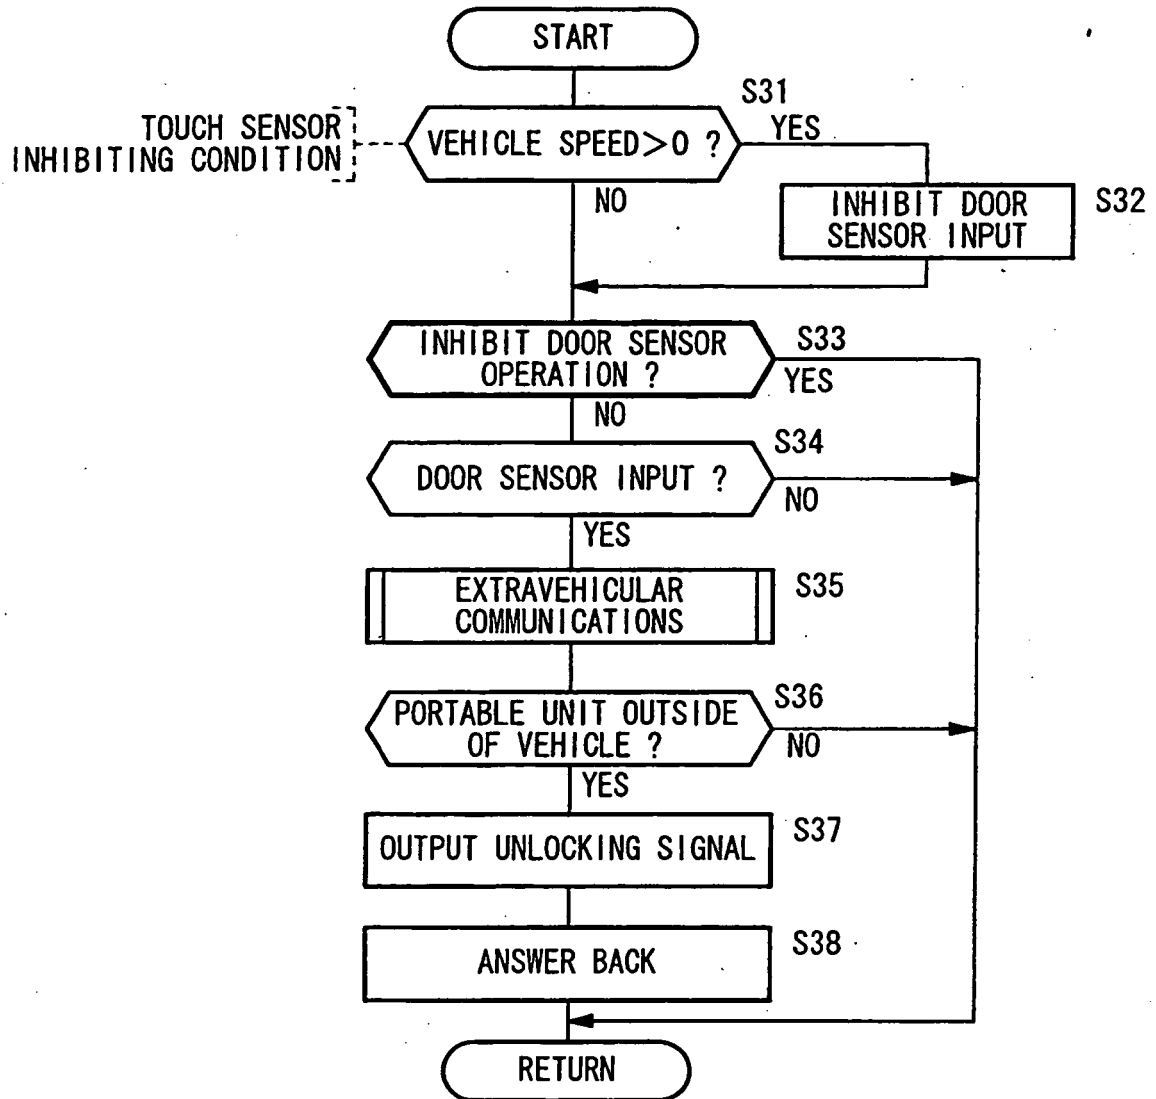 START
S31
TOUCH SENSOR
INHIBITING CONDITION
VEHICLE SPEED>0 ?
YES
NO
INHIBIT DOOR
SENSOR INPUT
S32
INHIBIT DOOR SENSOR
OPERATION ?
S33
YES
NO
DOOR SENSOR INPUT ?
S34
NO
YES
EXTRAVEHICULAR
COMMUNICATIONS
S35
PORTABLE UNIT OUTSIDE
OF VEHICLE ?
S36
NO
YES
OUTPUT UNLOCKING SIGNAL
S37
ANSWER BACK
S38
RETURN